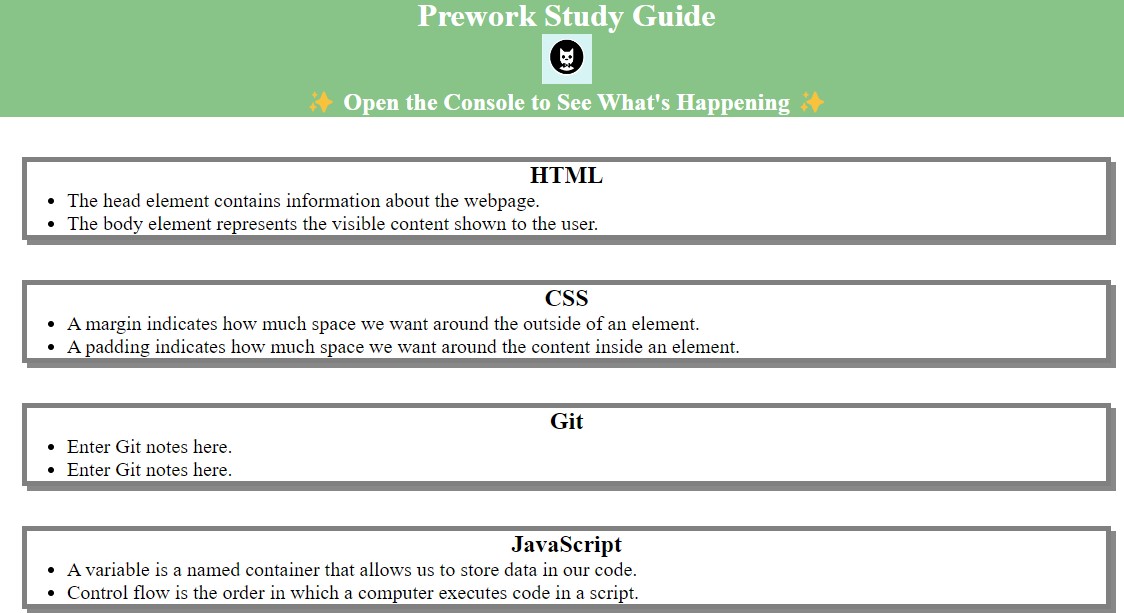 Prework Study Guide
✨ Open the Console to See What's Happening ✨
HTML
• The head element contains information about the webpage.
• The body element represents the visible content shown to the user.
CSS
• A margin indicates how much space we want around the outside of an element.
• A padding indicates how much space we want around the content inside an element.
Git
• Enter Git notes here.
• Enter Git notes here.
JavaScript
• A variable is a named container that allows us to store data in our code.
• Control flow is the order in which a computer executes code in a script.